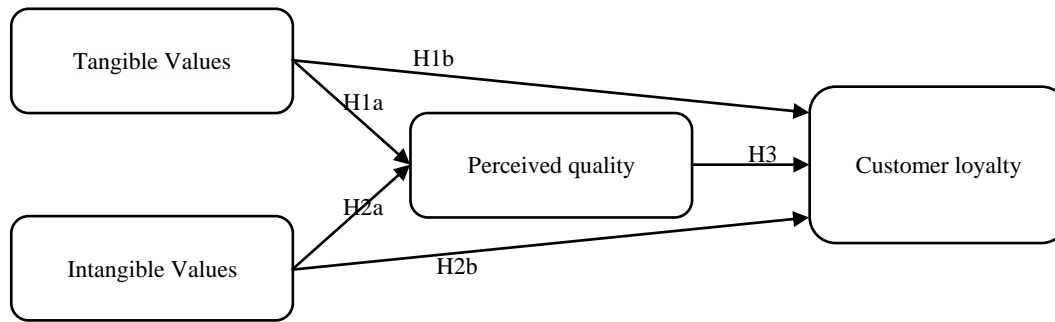 Tangible Values
H1b
H1a
Perceived quality
H3
Customer loyalty
H2a
Intangible Values
H2b